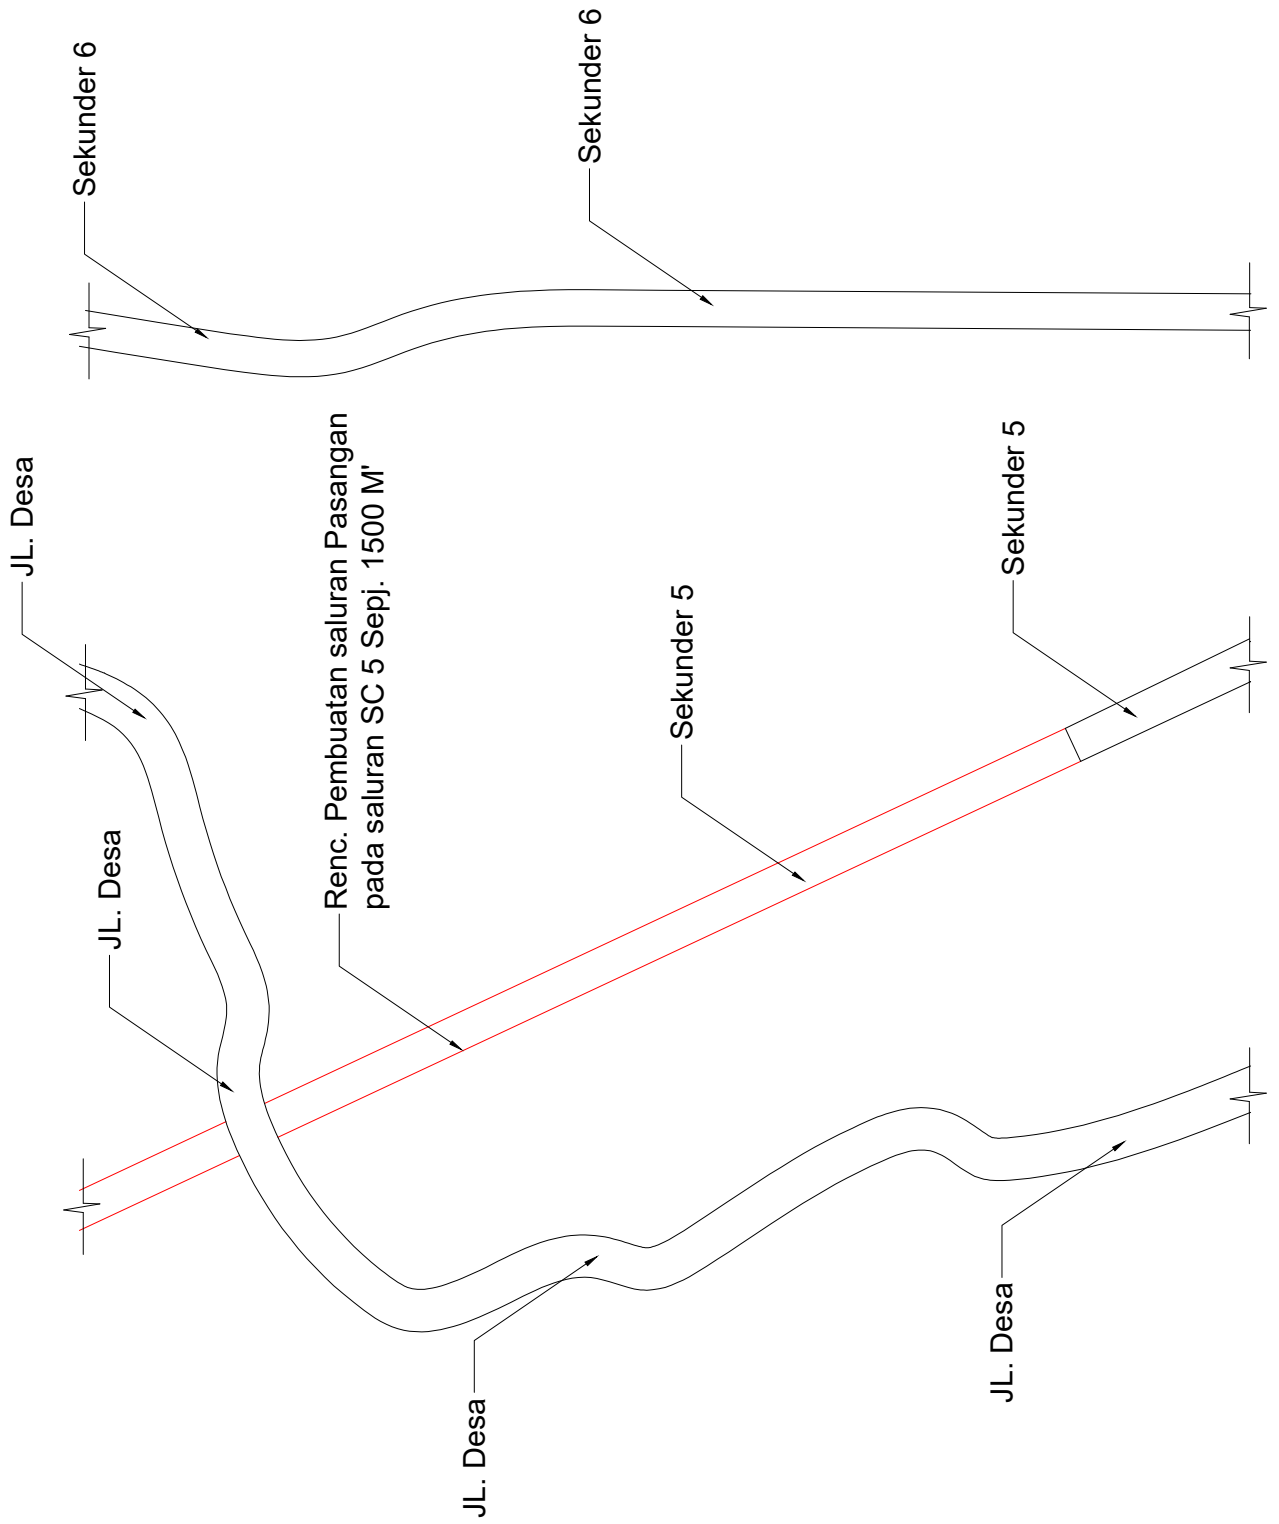 Sekunder 6
Sekunder 6
JL. Desa
Renc. Pembuatan saluran Pasangan
pada saluran SC 5 Sepj. 1500 M'
Sekunder 5
Sekunder 5
JL. Desa
JL. Desa
JL. Desa